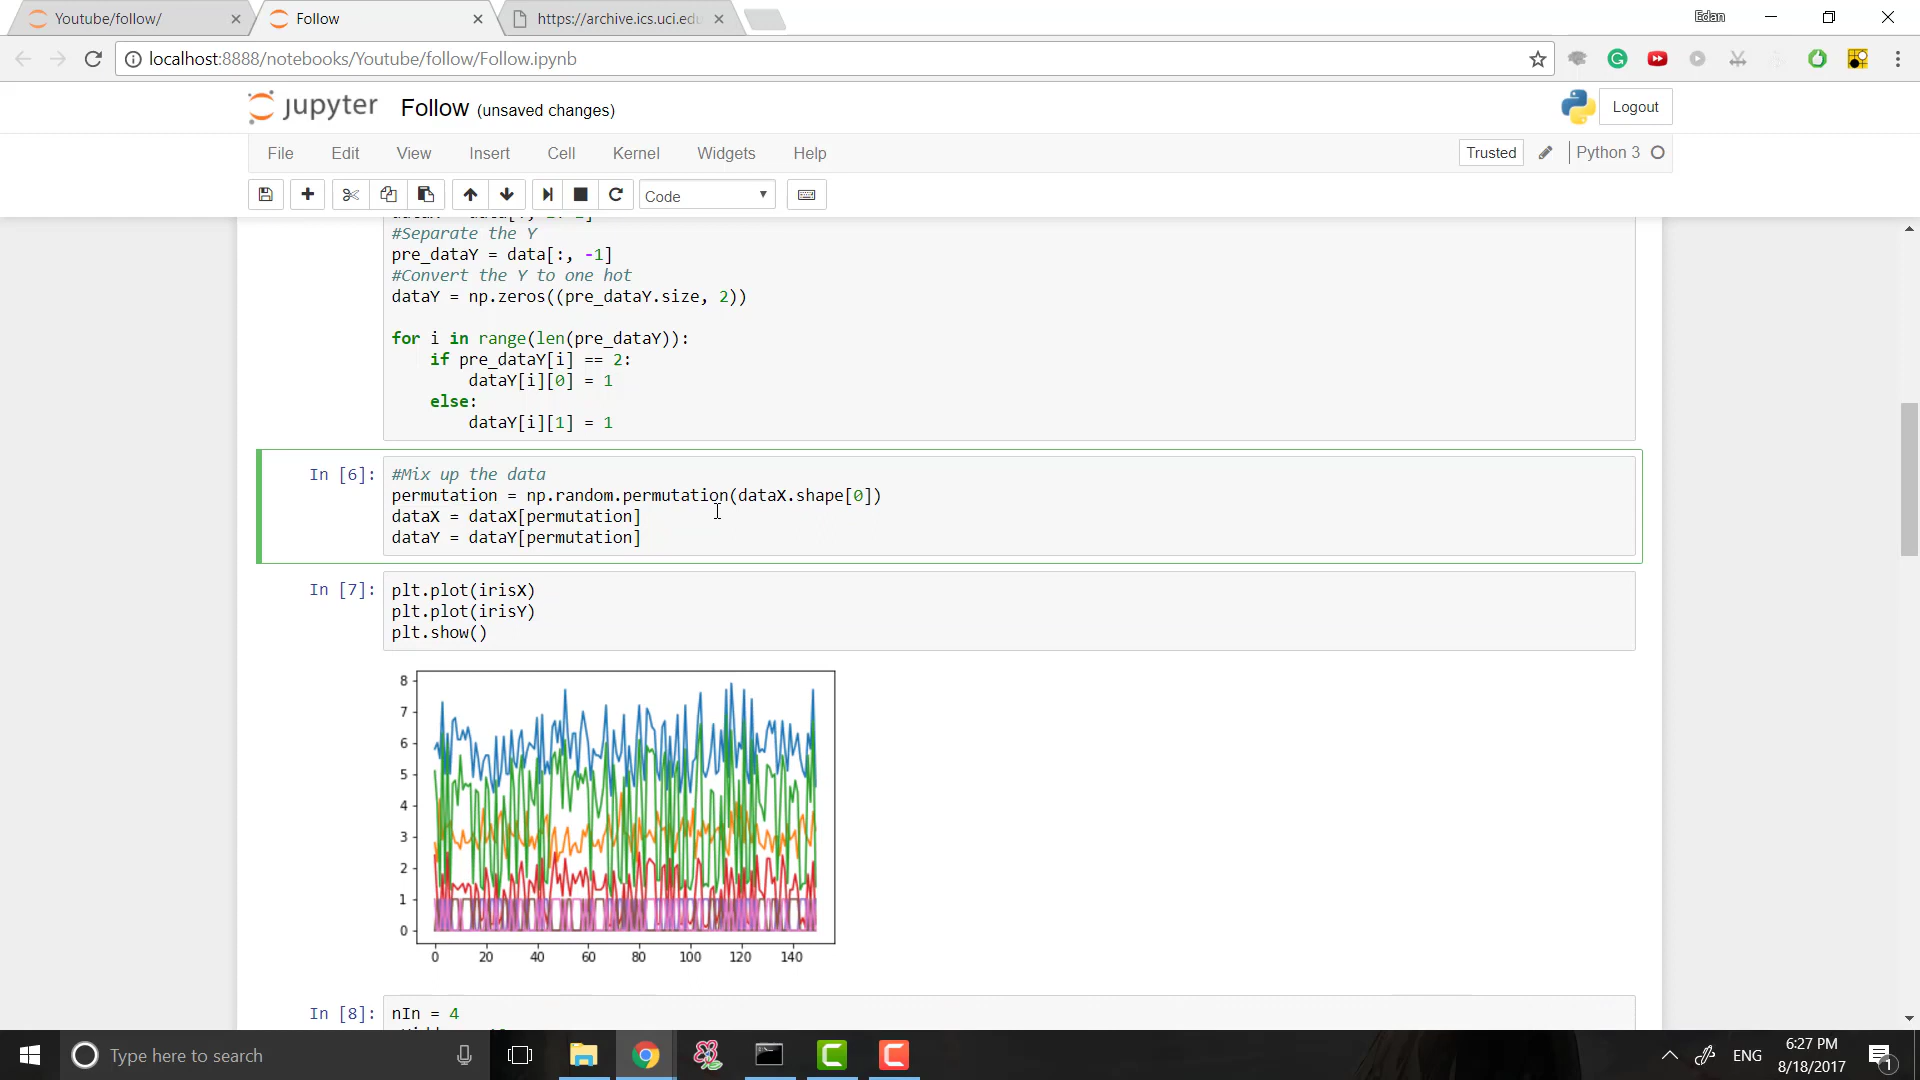 Youtube/follow/
Follow
https://archive.ics.uci.edu
Edan
localhost:8888/notebooks/Youtube/follow/Follow.ipynb
jupyter Follow (unsaved changes)
Logout
File Edit View Insert Cell Kernel Widgets Help
Trusted
Python 3
Code
#Separate the Y
pre_dataY = data[:, -1]
#Convert the Y to one hot
dataY = np.zeros((pre_dataY.size, 2))
for i in range(len(pre_dataY)):
if pre_dataY[i] == 2:
dataY[i][0] = 1
else:
dataY[i][1] = 1
In [6]:
#Mix up the data
permutation = np.random.permutation(dataX.shape[0])
dataX = dataX[permutation]
dataY = dataY[permutation]
In [7]:
plt.plot(irisX)
plt.plot(irisY)
plt.show()
8
7
6
5
4
3
2
1
0
0 20 40 60 80 100 120 140
In [8]:
nIn = 4
Type here to search
ENG
6:27 PM
8/18/2017
1